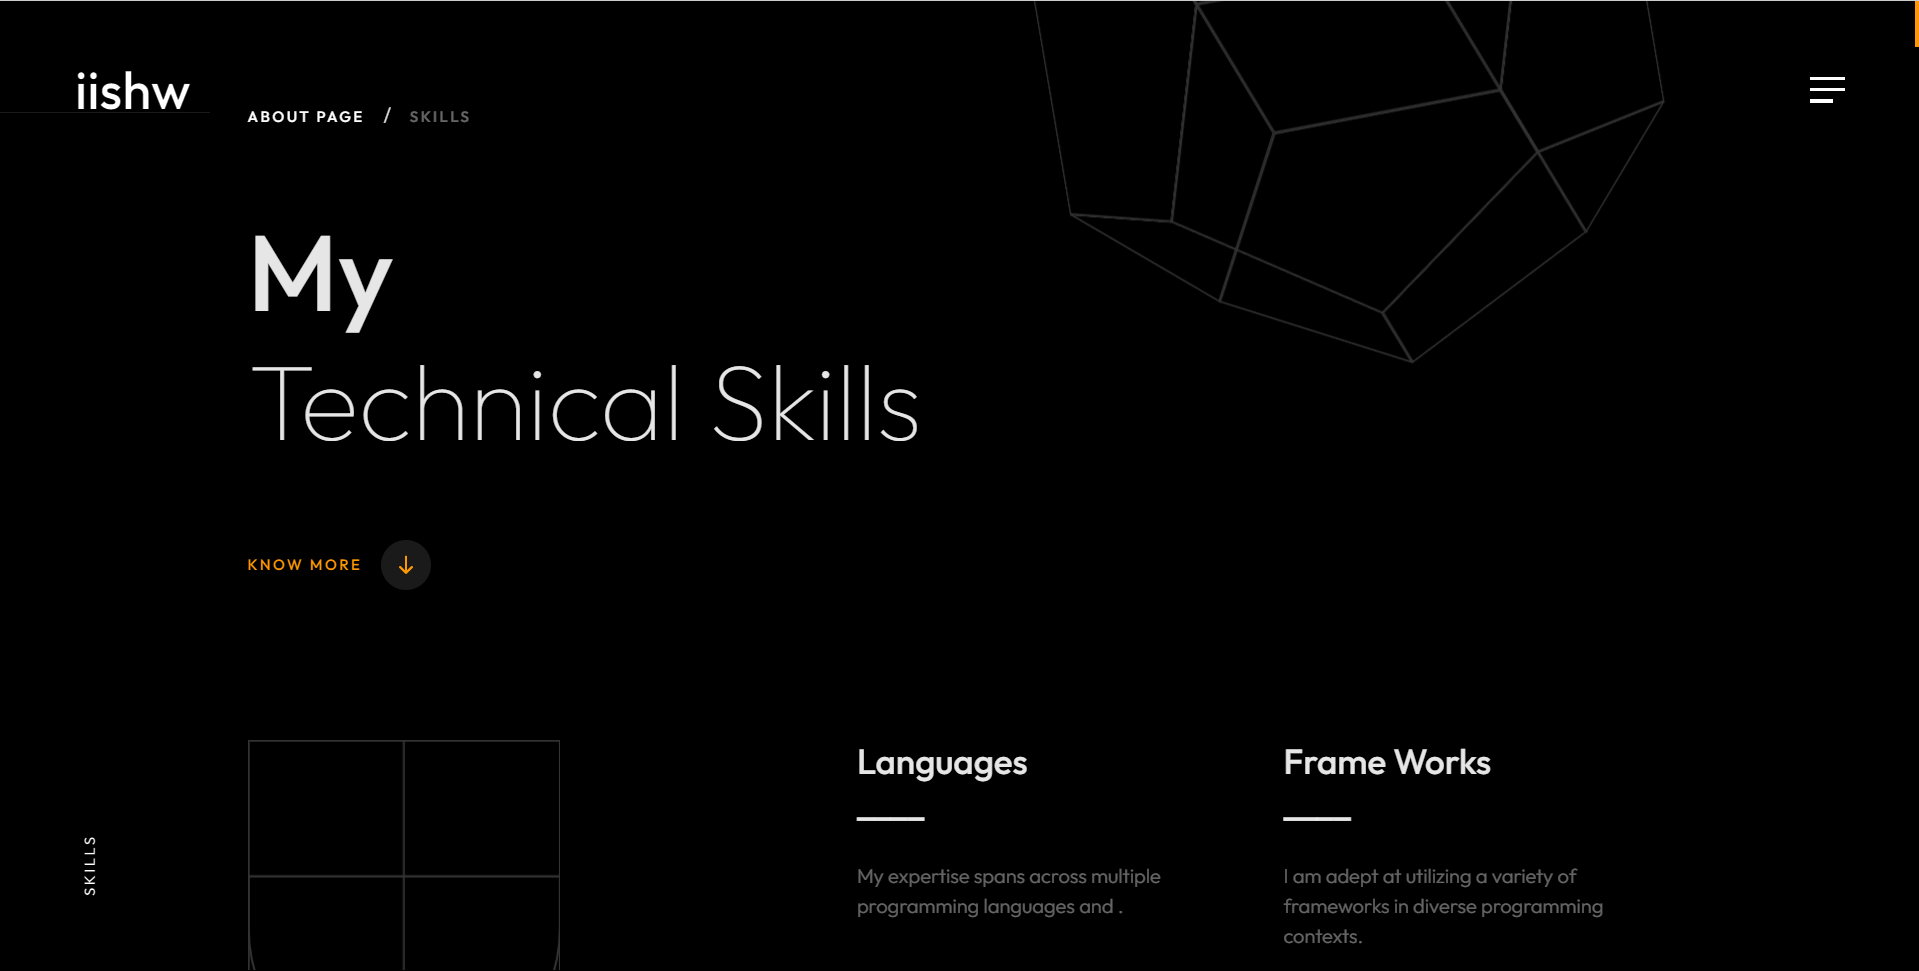 iishw
ABOUT PAGE / SKILLS
My
Technical Skills
KNOW MORE
SKILLS
Languages
My expertise spans across multiple
programming languages and .
Frame Works
I am adept at utilizing a variety of
frameworks in diverse programming
contexts.